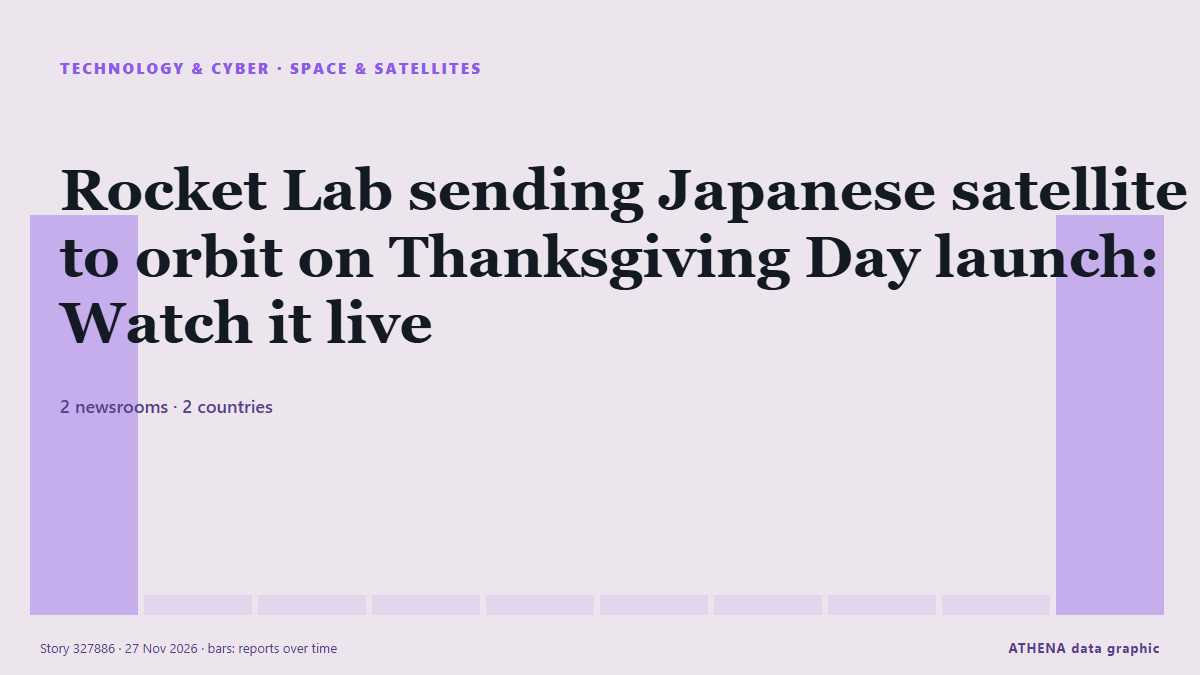 TECHNOLOGY & CYBER · SPACE & SATELLITES
Rocket Lab sending Japanese satellite
to orbit on Thanksgiving Day launch:
Watch it live
2 newsrooms · 2 countries
Story 327886 · 27 Nov 2026 · bars: reports over time
ATHENA data graphic